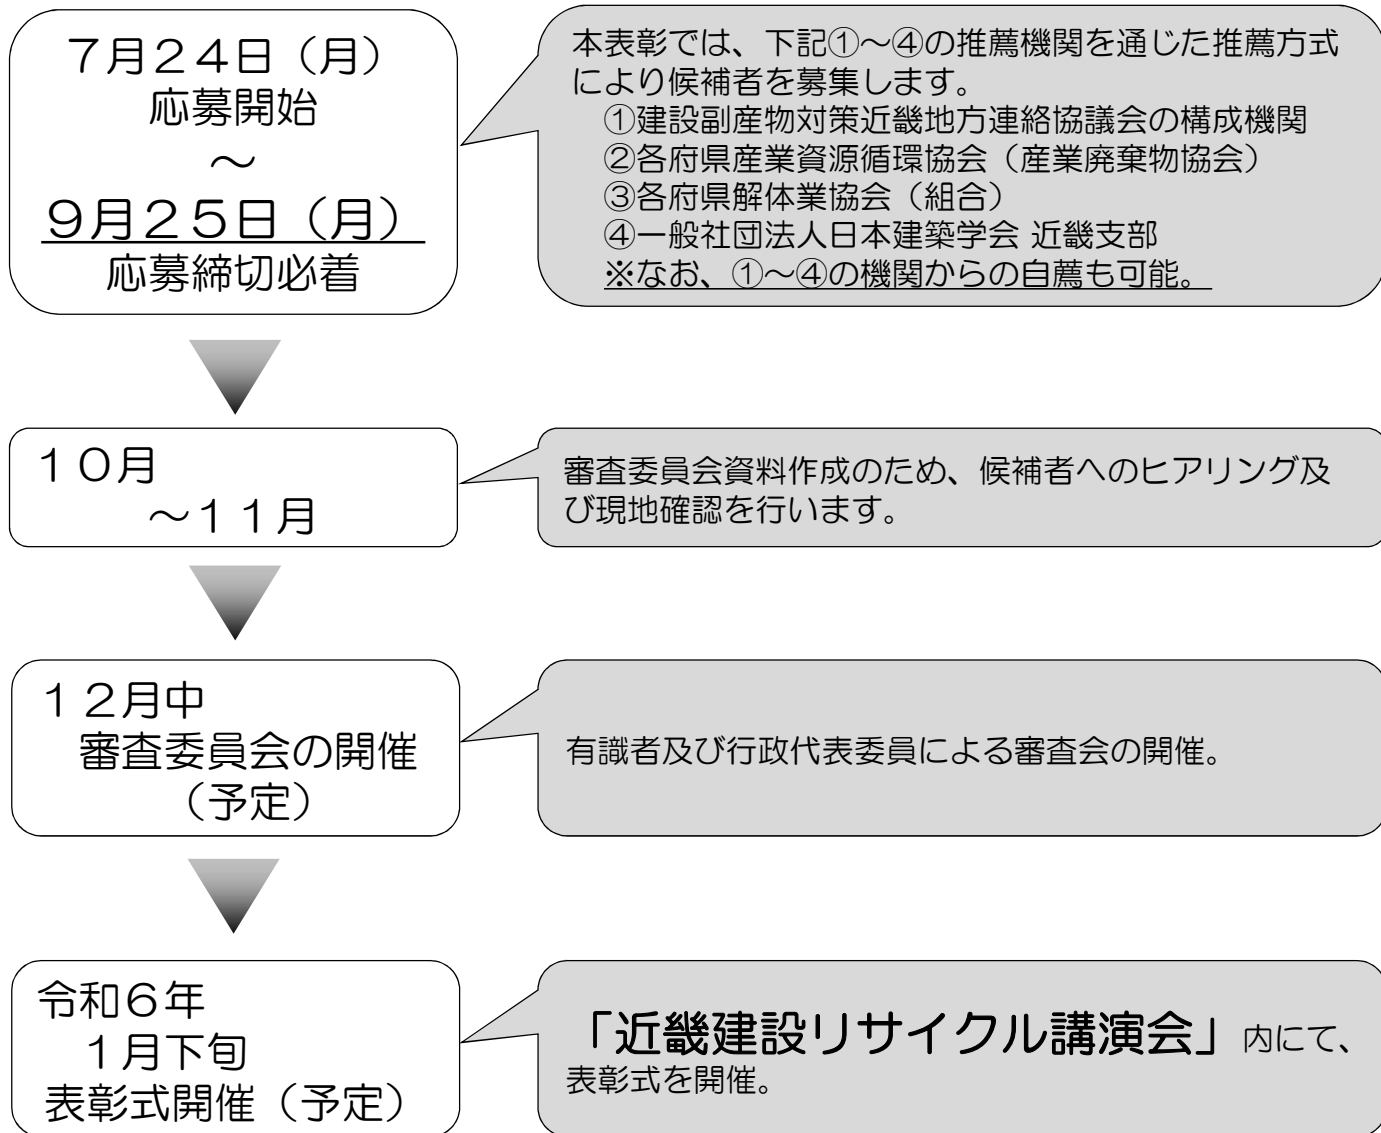 ７月２４日（月）
応募開始
～
９月２５日（月）
応募締切必着
本表彰では、下記①～④の推薦機関を通じた推薦方式
により候補者を募集します。
①建設副産物対策近畿地方連絡協議会の構成機関
②各府県産業資源循環協会（産業廃棄物協会）
③各府県解体業協会（組合）
④一般社団法人日本建築学会 近畿支部
※なお、①～④の機関からの自薦も可能。
１０月
～１１月
審査委員会資料作成のため、候補者へのヒアリング及
び現地確認を行います。
１２月中
審査委員会の開催
（予定）
有識者及び行政代表委員による審査会の開催。
令和６年
１月下旬
表彰式開催（予定）
「近畿建設リサイクル講演会」内にて、
表彰式を開催。